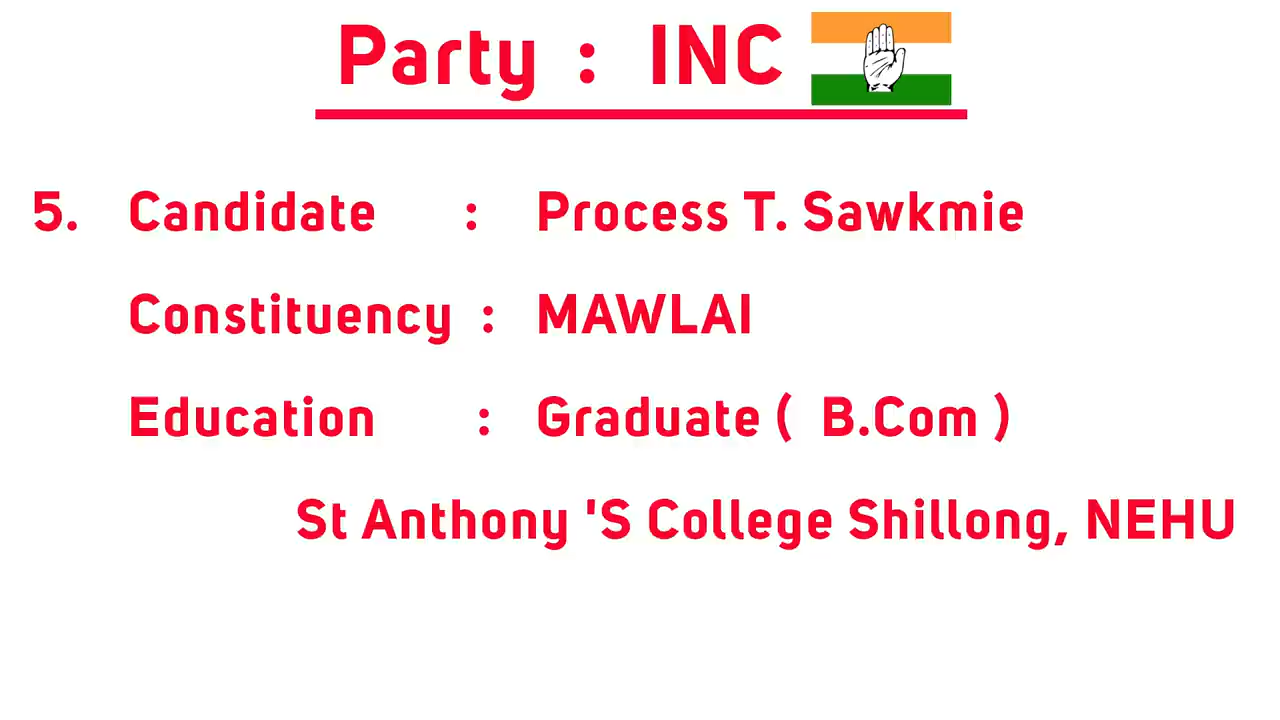 Party : INC
5. Candidate : Process T. Sawkmie
Constituency : MAWLAI
Education : Graduate ( B.Com )
St Anthony 'S College Shillong, NEHU